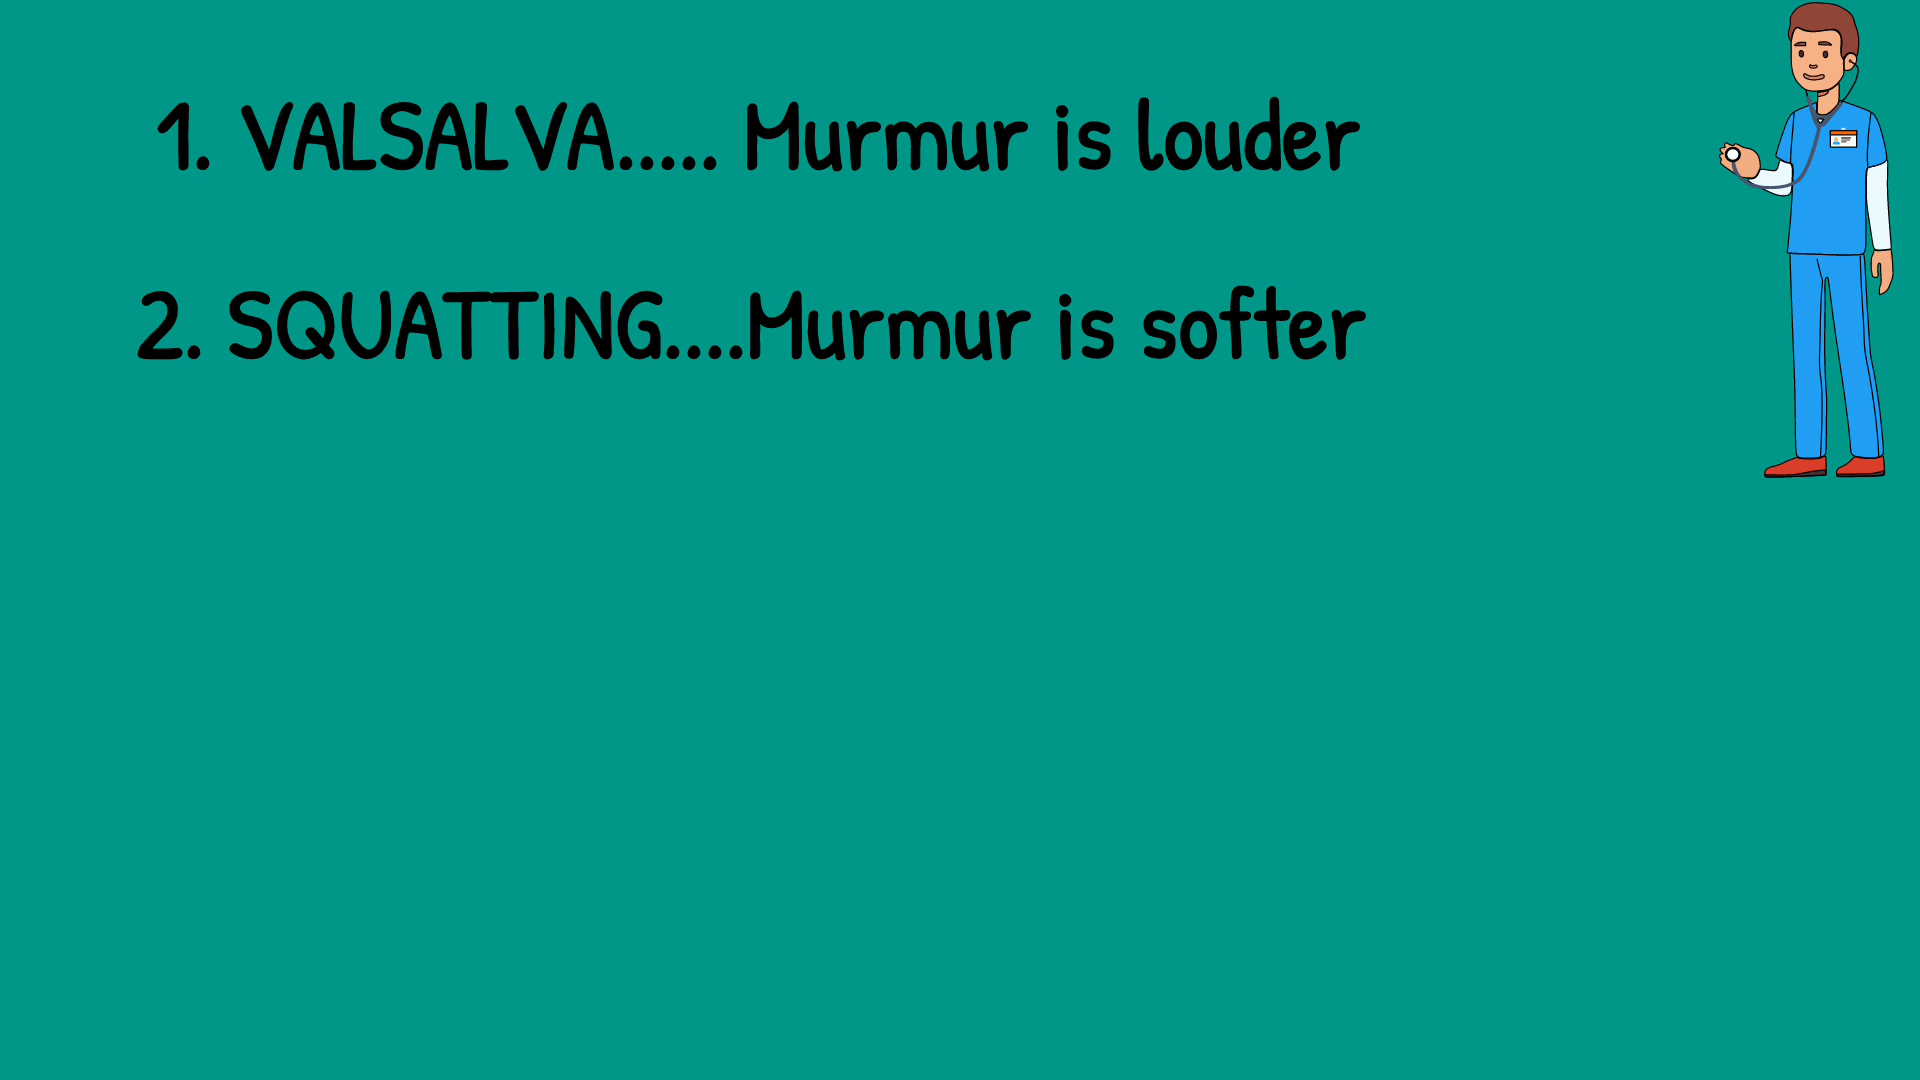 1. VALSALVA..... Murmur is louder
2. SQUATTING....Murmur is softer